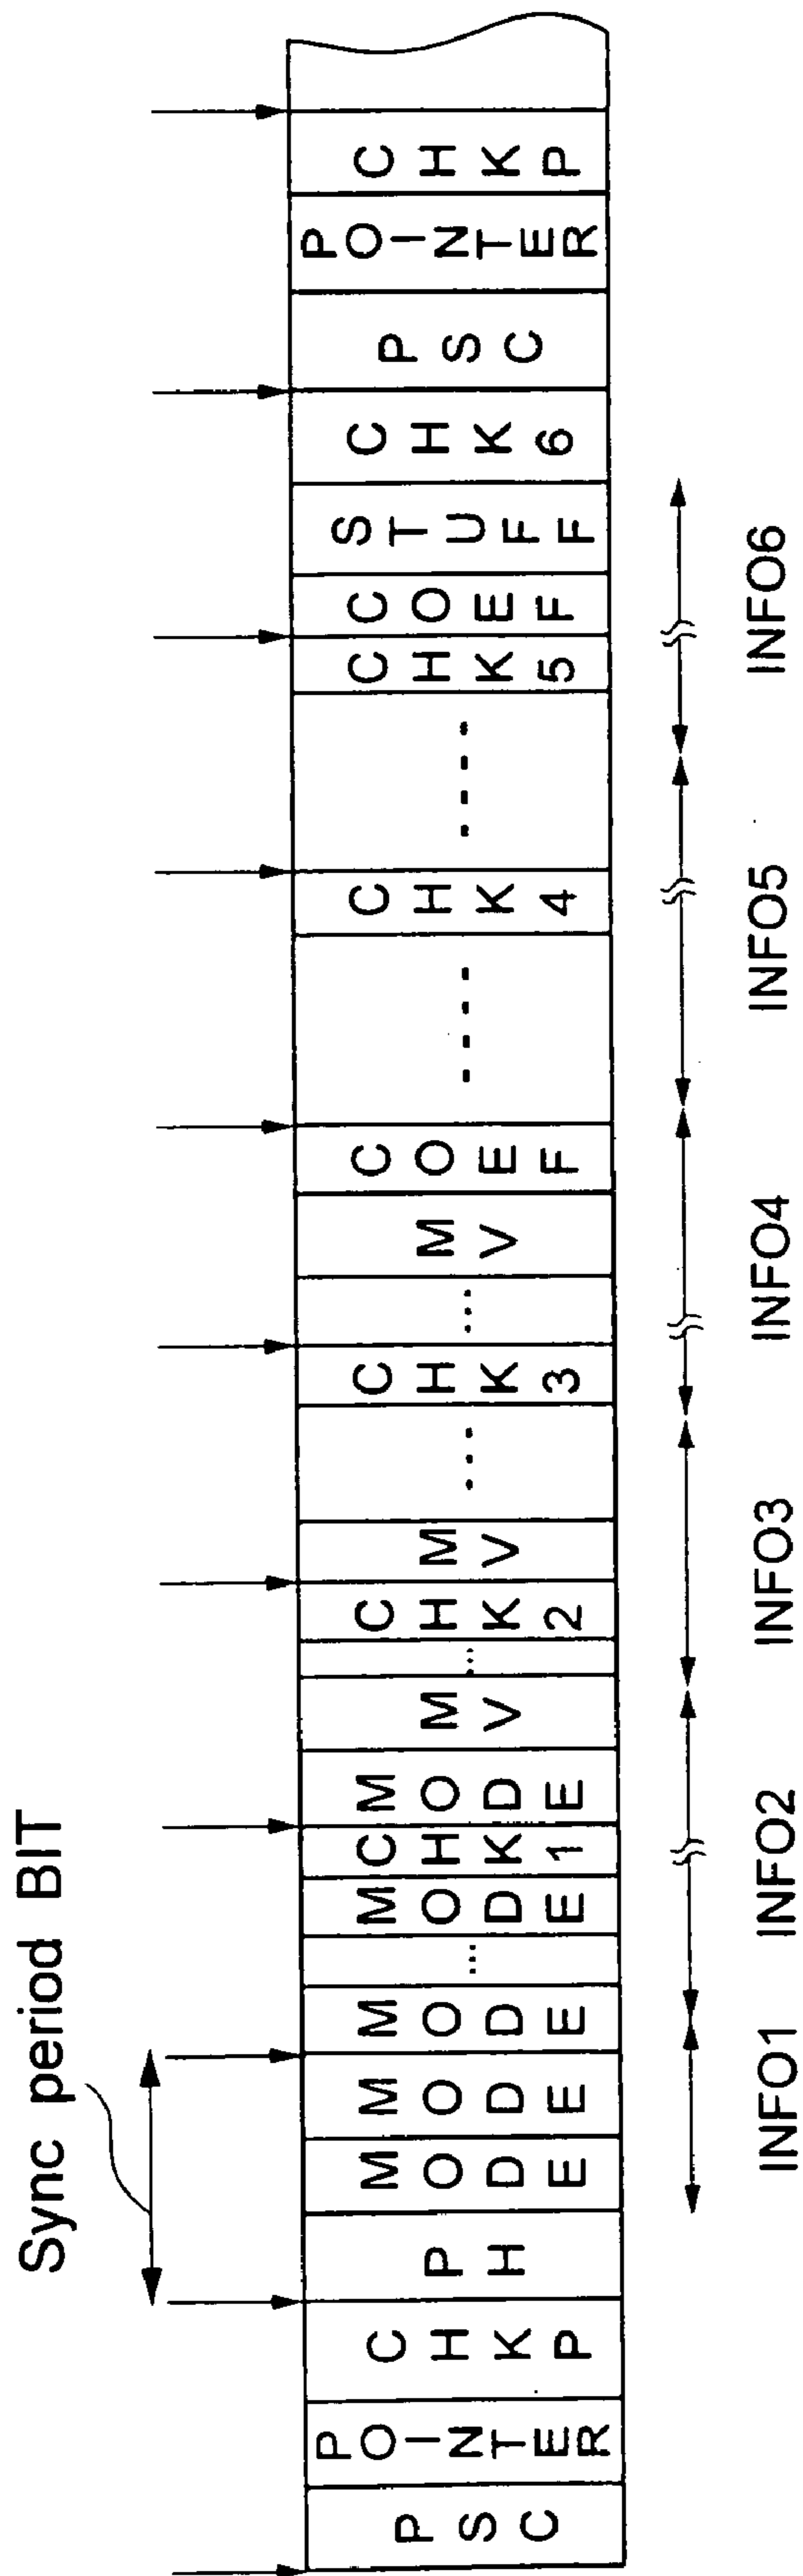 Sync period BIT
PSC
POINTER
CHKP
PH
MODE
MODE
MODE
...
MODE
CHK1
MODE
MV
...
CHK2
MV
...
CHK3
...
MV
COEF
----
CHK4
----
CHK5
COEF
STUFF
CHK6
PSC
POINTER
CHKP
INFO1
INFO2
INFO3
INFO4
INFO5
INFO6